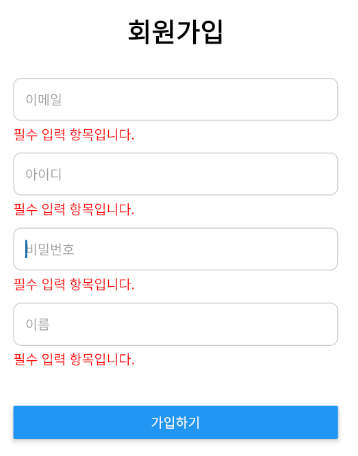 회원가입
이메일
필수 입력 항목입니다.
아이디
필수 입력 항목입니다.
비밀번호
필수 입력 항목입니다.
이름
필수 입력 항목입니다.
가입하기